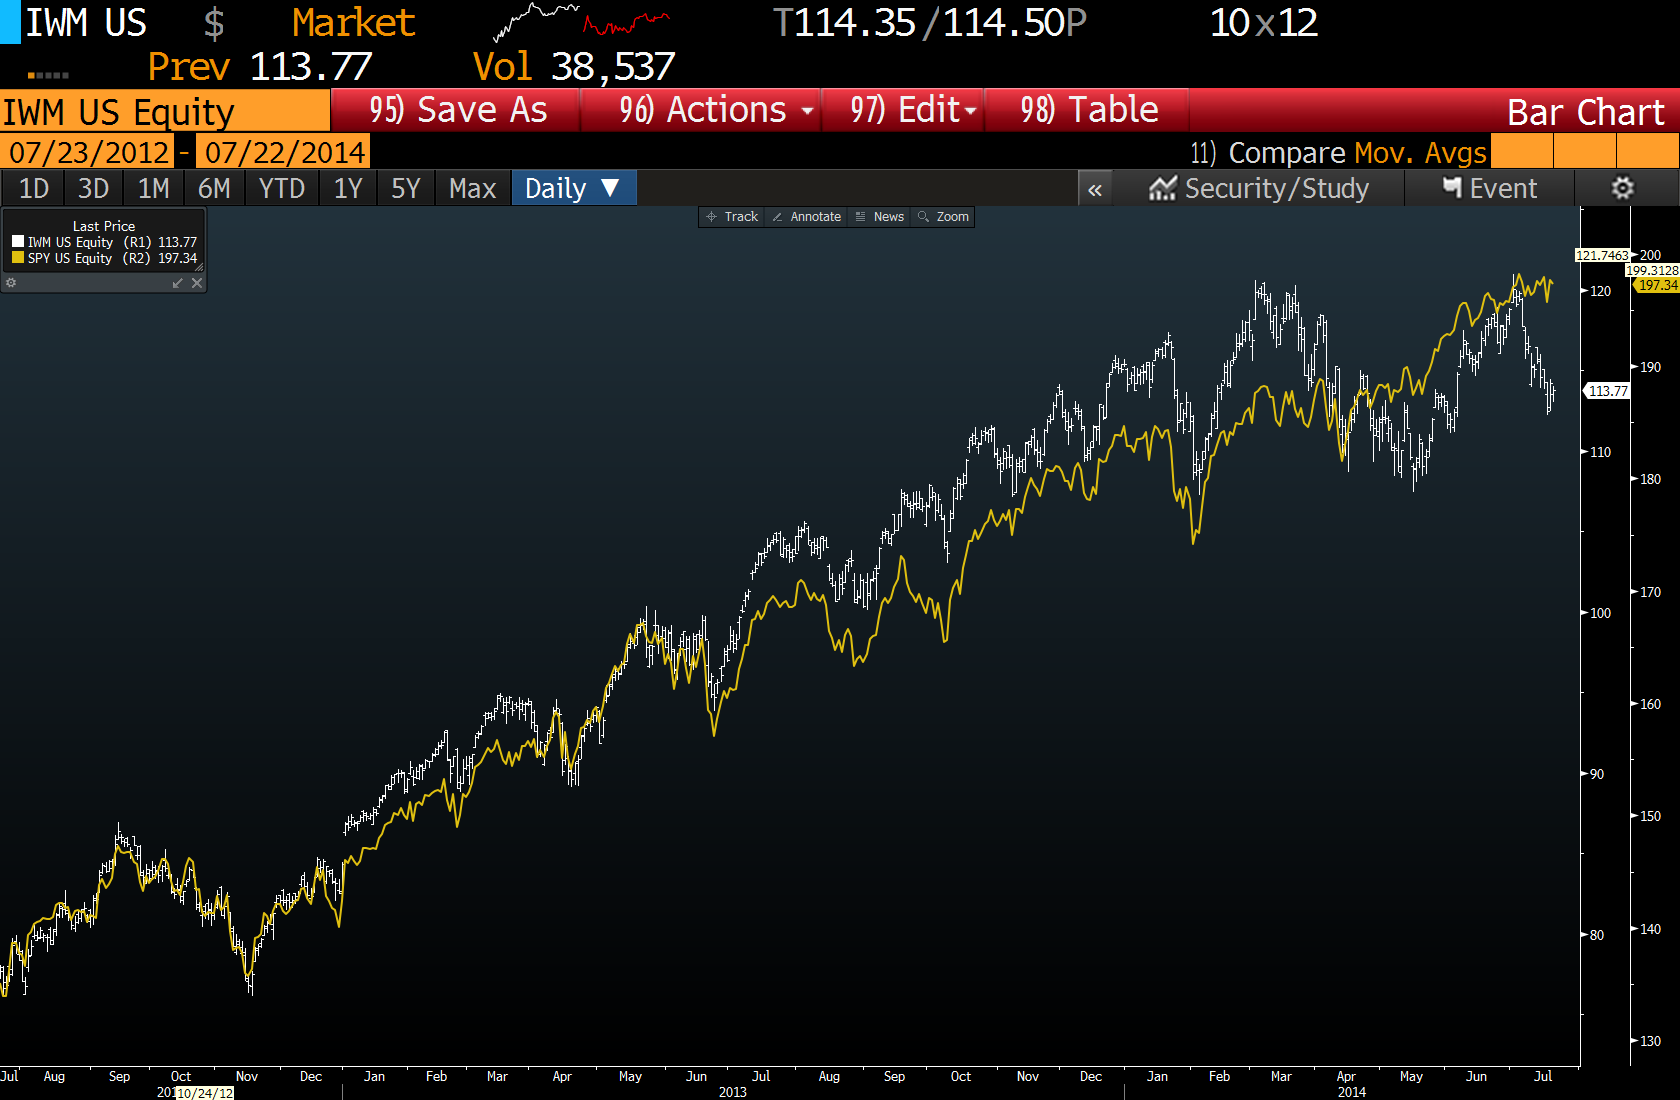 IWM US $ Market T114.35/114.50P 10x12
Prev 113.77 Vol 38,537
IWM US Equity 95) Save As 96) Actions 97) Edit 98) Table Bar Chart
07/23/2012 - 07/22/2014 11) Compare Mov. Avgs
1D 3D 1M 6M YTD 1Y 5Y Max Daily ▼ « Security/Study Event
Track Annotate News Zoom
Last Price
IWM US Equity (R1) 113.77
SPY US Equity (R2) 197.34
121.7463 200
199.3128
197.34
120
190
113.77
110
180
170
100
160
90
150
80
140
130
Jul Aug Sep Oct Nov Dec Jan Feb Mar Apr May Jun Jul Aug Sep Oct Nov Dec Jan Feb Mar Apr May Jun Jul
10/24/12 2013 2014